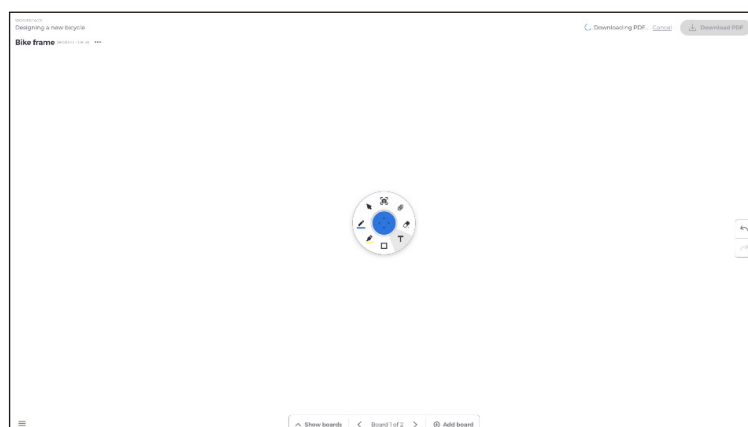 Designing a new bicycle
Downloading PDF. Cancel
Download PDF
Bike frame
T
Show boards
Board 1 of 2
Add board